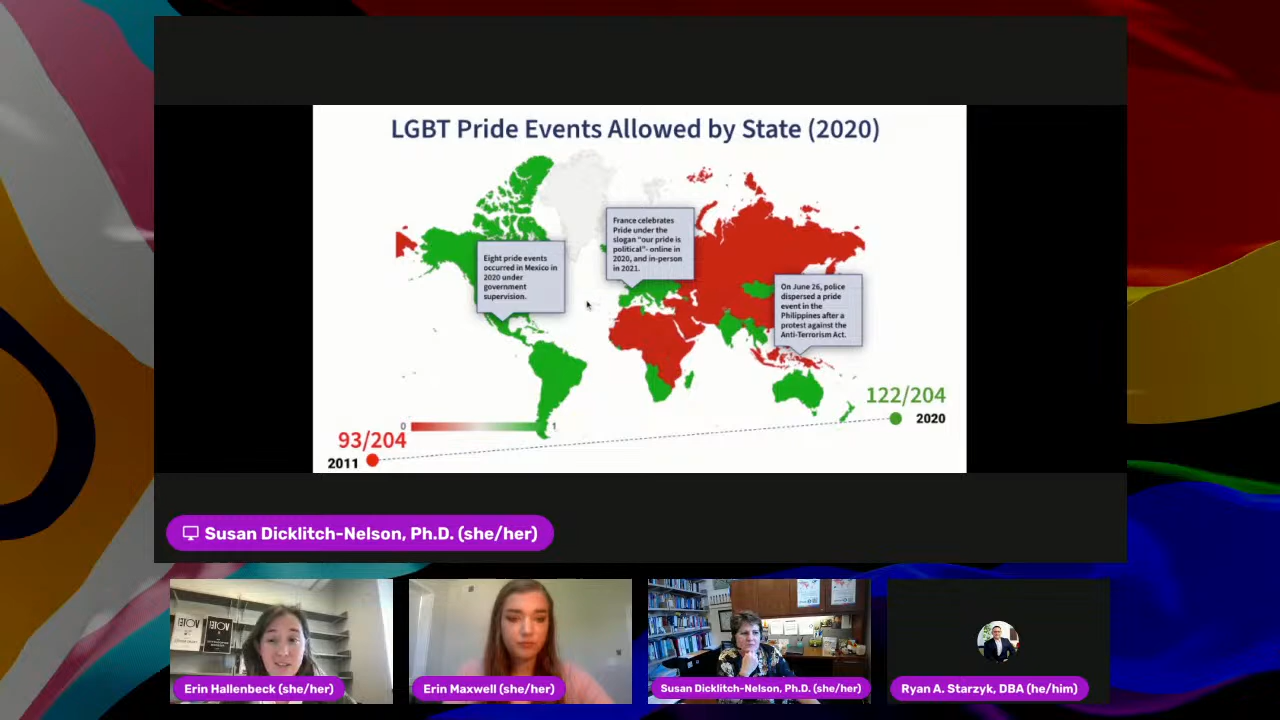 LGBT Pride Events Allowed by State (2020)
France celebrates
Pride under the
slogan "our pride is
political"- online in
2020, and in-person
in 2021.
Eight pride events
occurred in Mexico in
2020 under
government
supervision.
On June 26, police
dispersed a pride
event in the
Philippines after a
protest against the
Anti-Terrorism Act.
122/204
2020
0
1
93/204
2011
Susan Dicklitch-Nelson, Ph.D. (she/her)
Erin Hallenbeck (she/her)
Erin Maxwell (she/her)
Susan Dicklitch-Nelson, Ph.D. (she/her)
Ryan A. Starzyk, DBA (he/him)